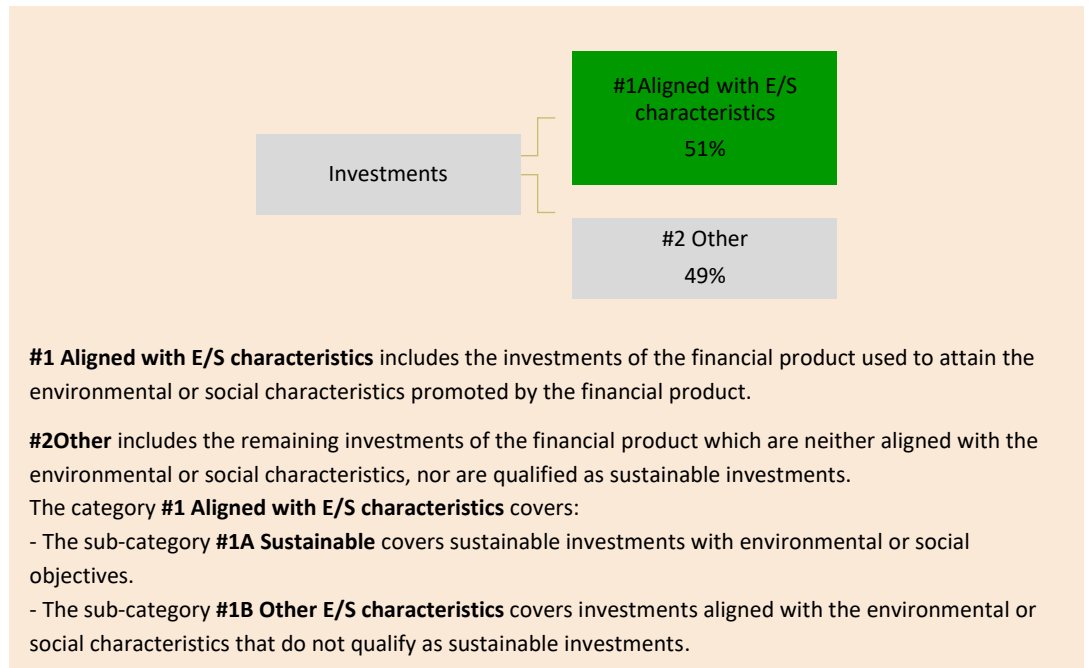 #1Aligned with E/S
characteristics
51%
Investments
#2 Other
49%
#1 Aligned with E/S characteristics includes the investments of the financial product used to attain the
environmental or social characteristics promoted by the financial product.
#2Other includes the remaining investments of the financial product which are neither aligned with the
environmental or social characteristics, nor are qualified as sustainable investments.
The category #1 Aligned with E/S characteristics covers:
- The sub-category #1A Sustainable covers sustainable investments with environmental or social
objectives.
- The sub-category #1B Other E/S characteristics covers investments aligned with the environmental or
social characteristics that do not qualify as sustainable investments.